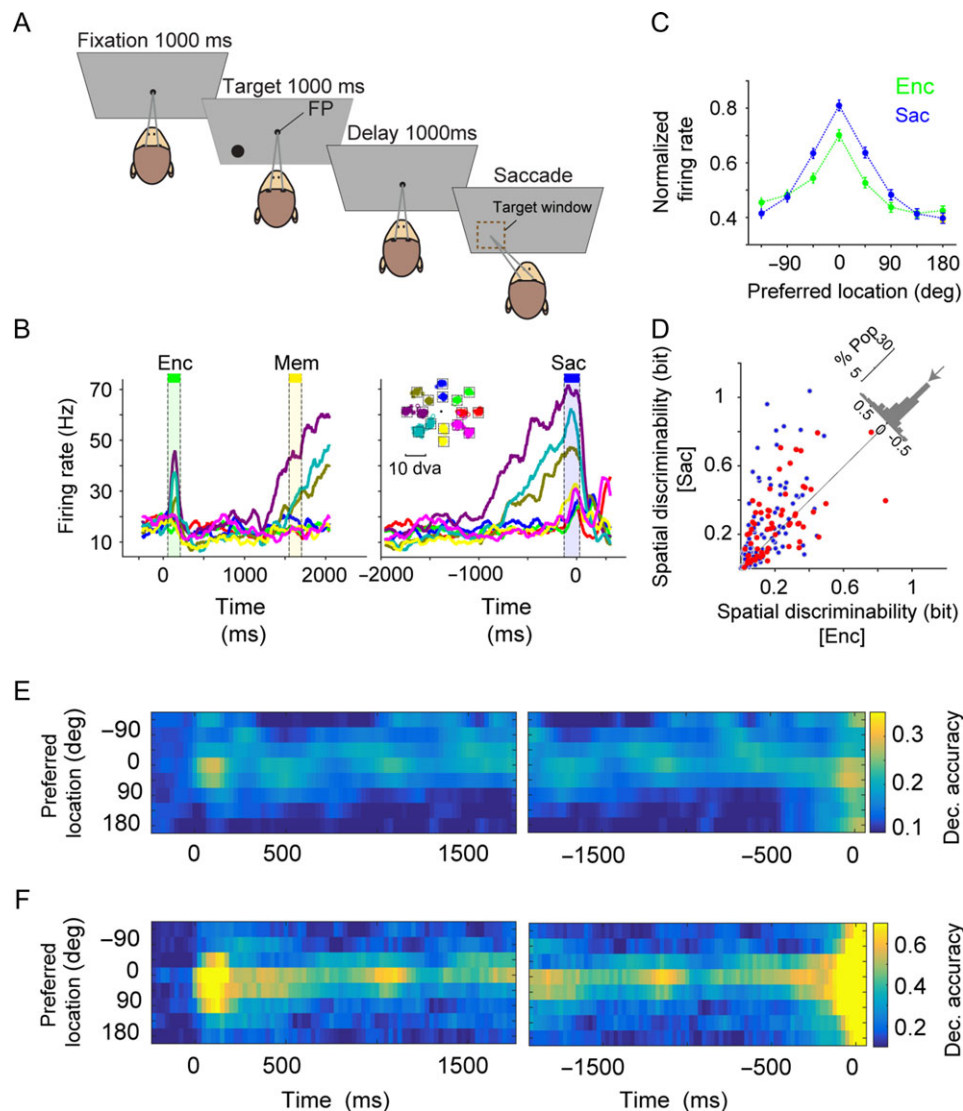 A
Fixation 1000 ms
Target 1000 ms
FP
Delay 1000ms
Saccade
Target window
B
Enc
Mem
Sac
Firing rate (Hz)
70
50
30
10
10 dva
0
1000
2000
−2000
−1000
0
Time
(ms)
Time
(ms)
C
Enc
Sac
Normalized
firing rate
0.8
0.6
0.4
−90
0
90
180
Preferred location (deg)
D
% Pop
30
5
0.5
0
-0.5
Spatial discriminability (bit)
[Sac]
1
0.6
0.2
0.2
0.6
1
Spatial discriminability (bit)
[Enc]
E
Preferred
location (deg)
−90
0
90
180
0
500
1500
−1500
−500
0
0.3
0.2
0.1
Dec. accuracy
F
Preferred
location (deg)
−90
0
90
180
0
500
1500
−1500
−500
0
0.6
0.4
0.2
Dec. accuracy
Time (ms)
Time (ms)